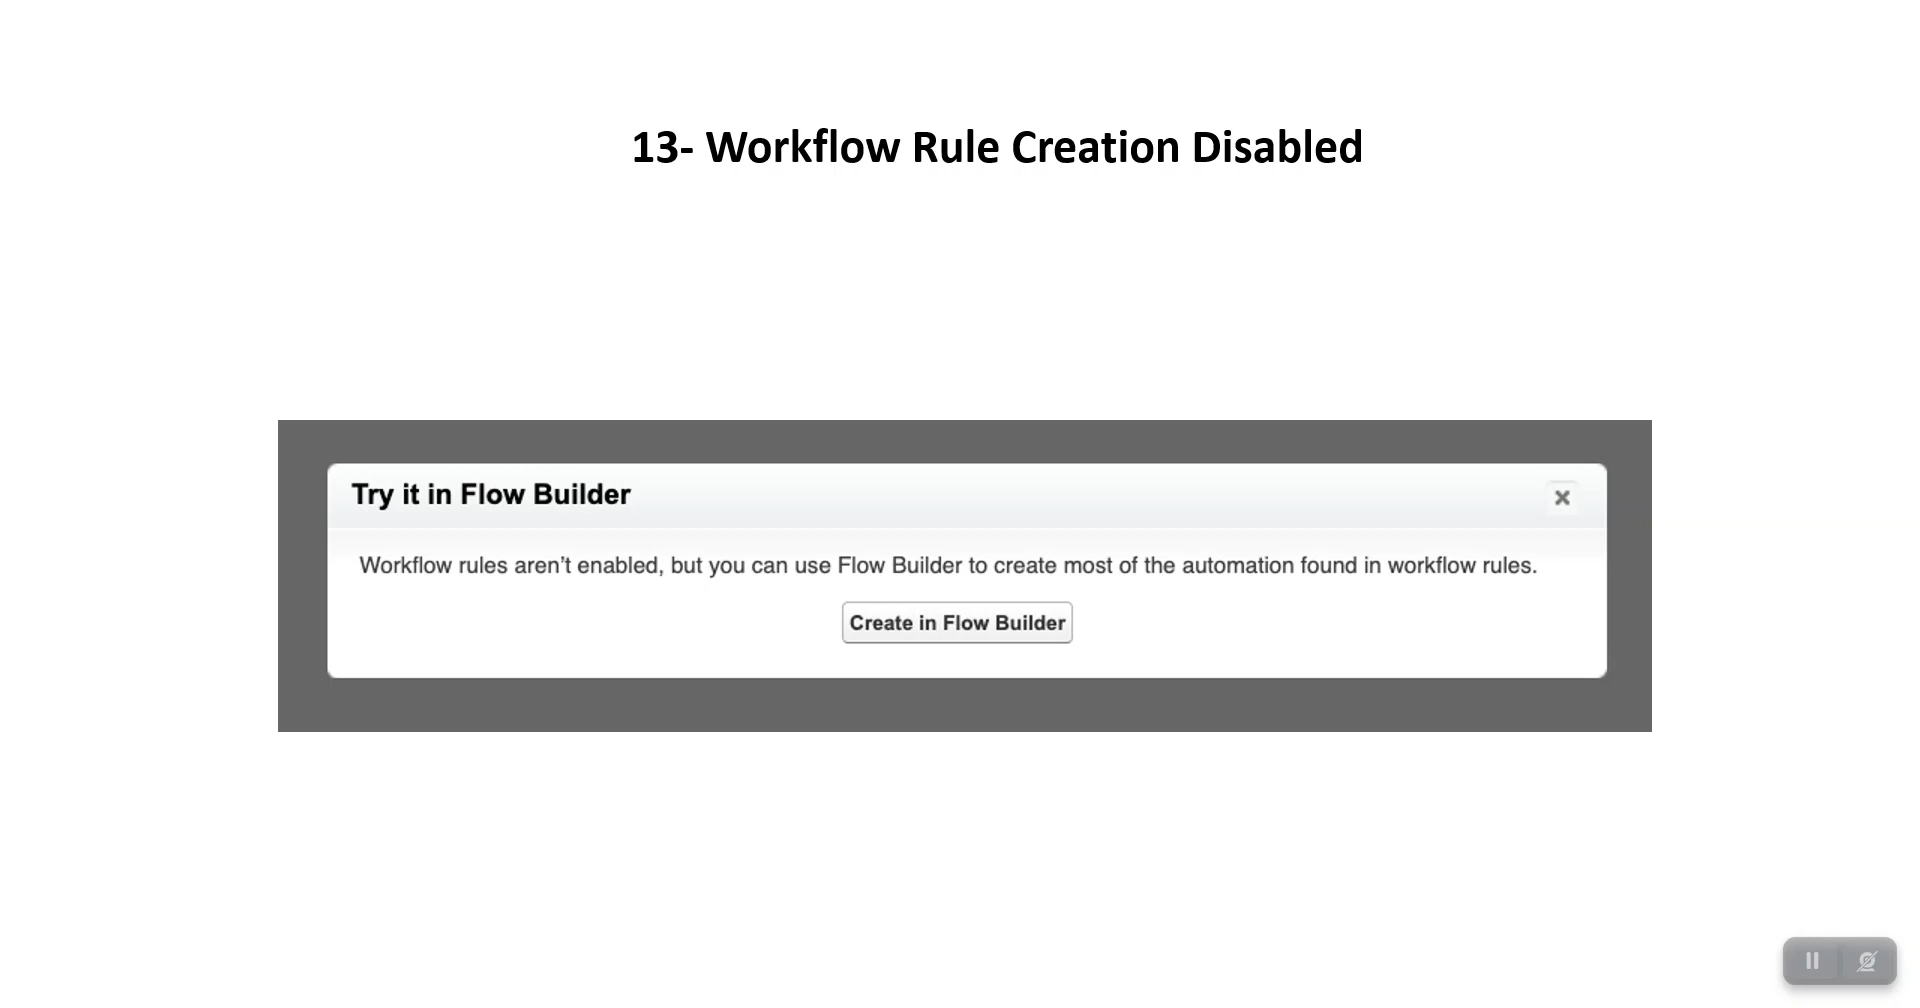 13- Workflow Rule Creation Disabled
Try it in Flow Builder
Workflow rules aren’t enabled, but you can use Flow Builder to create most of the automation found in workflow rules.
Create in Flow Builder